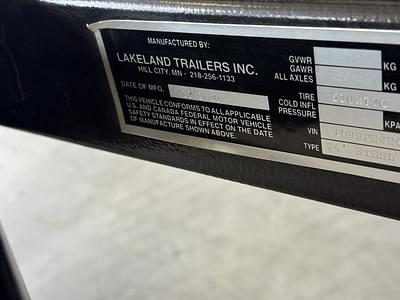 MANUFACTURED BY:
LAKELAND TRAILERS INC.
HILL CITY, MN - 218-256-1133
DATE OF MFG.
THIS VEHICLE CONFORMS TO ALL APPLICABLE
U.S. AND CANADA FEDERAL MOTOR VEHICLE
SAFETY STANDARDS IN EFFECT ON THE DATE
OF MANUFACTURE SHOWN ABOVE.
GVWR KG
GAWR
ALL AXLES KG
TIRE
COLD INFL
PRESSURE KPA
VIN
TYPE